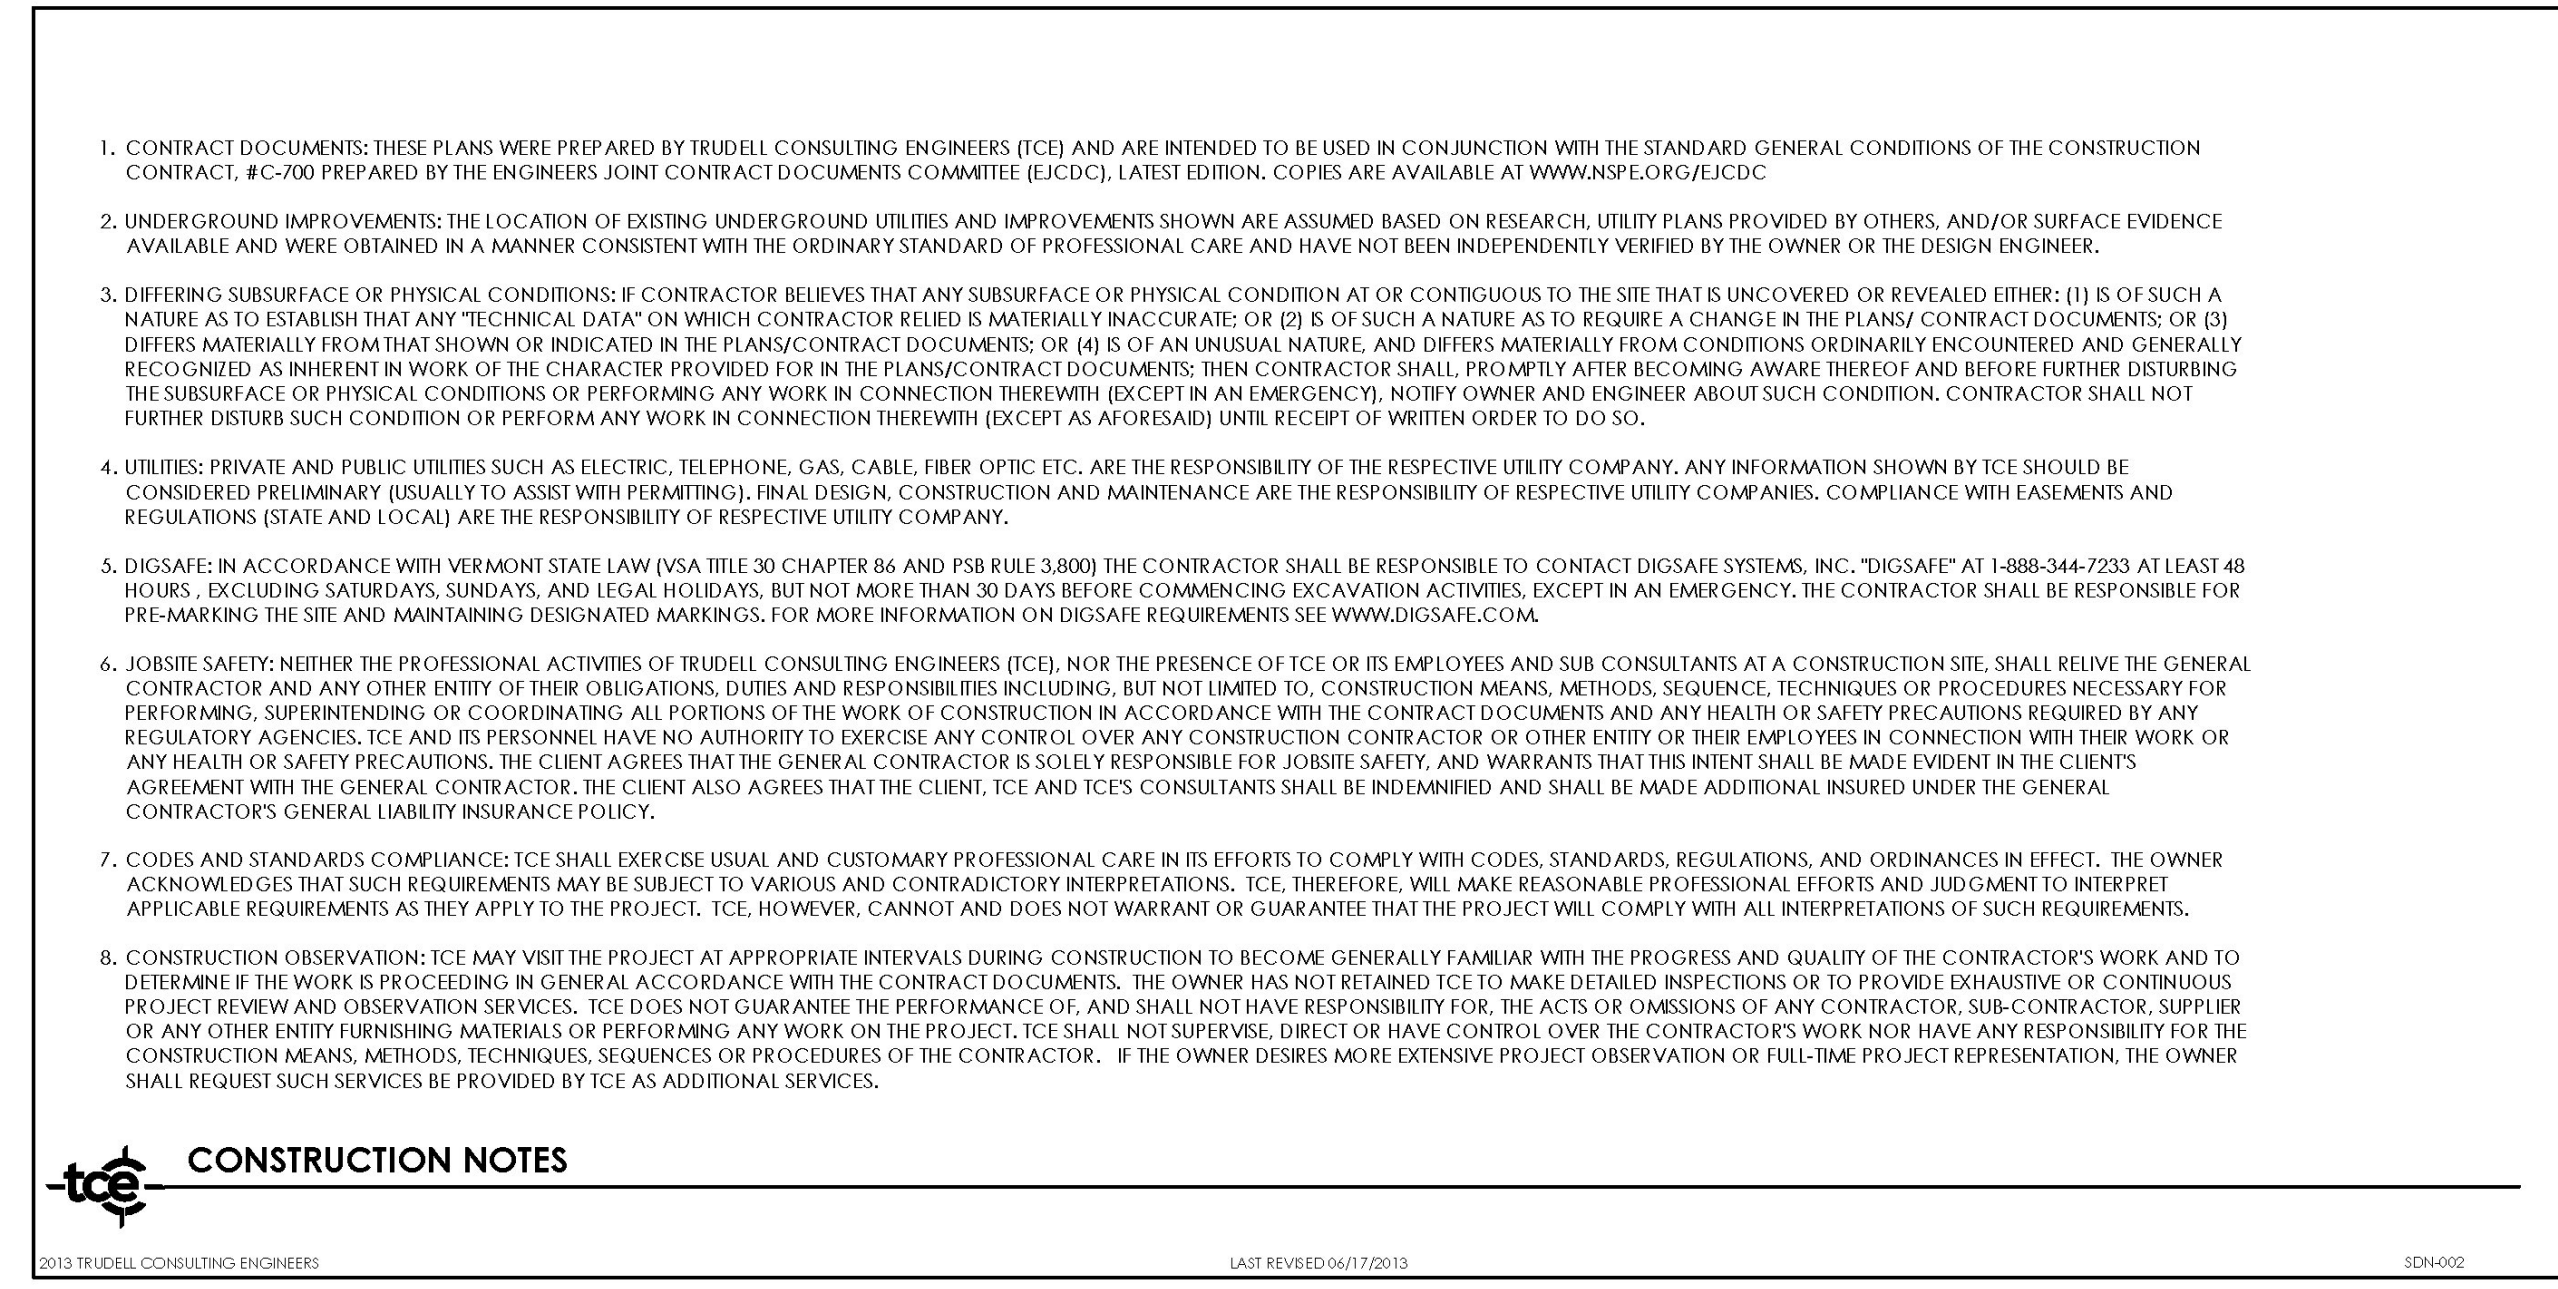 1. CONTRACT DOCUMENTS: THESE PLANS WERE PREPARED BY TRUDELL CONSULTING ENGINEERS (TCE) AND ARE INTENDED TO BE USED IN CONJUNCTION WITH THE STANDARD GENERAL CONDITIONS OF THE CONSTRUCTION
CONTRACT, #C-700 PREPARED BY THE ENGINEERS JOINT CONTRACT DOCUMENTS COMMITTEE (EJCDC), LATEST EDITION. COPIES ARE AVAILABLE AT WWW.NSPE.ORG/EJCDC
2. UNDERGROUND IMPROVEMENTS: THE LOCATION OF EXISTING UNDERGROUND UTILITIES AND IMPROVEMENTS SHOWN ARE ASSUMED BASED ON RESEARCH, UTILITY PLANS PROVIDED BY OTHERS, AND/OR SURFACE EVIDENCE
AVAILABLE AND WERE OBTAINED IN A MANNER CONSISTENT WITH THE ORDINARY STANDARD OF PROFESSIONAL CARE AND HAVE NOT BEEN INDEPENDENTLY VERIFIED BY THE OWNER OR THE DESIGN ENGINEER.
3. DIFFERING SUBSURFACE OR PHYSICAL CONDITIONS: IF CONTRACTOR BELIEVES THAT ANY SUBSURFACE OR PHYSICAL CONDITION AT OR CONTIGUOUS TO THE SITE THAT IS UNCOVERED OR REVEALED EITHER: (1) IS OF SUCH A
NATURE AS TO ESTABLISH THAT ANY "TECHNICAL DATA" ON WHICH CONTRACTOR RELIED IS MATERIALLY INACCURATE; OR (2) IS OF SUCH A NATURE AS TO REQUIRE A CHANGE IN THE PLANS/ CONTRACT DOCUMENTS; OR (3)
DIFFERS MATERIALLY FROM THAT SHOWN OR INDICATED IN THE PLANS/CONTRACT DOCUMENTS; OR (4) IS OF AN UNUSUAL NATURE, AND DIFFERS MATERIALLY FROM CONDITIONS ORDINARILY ENCOUNTERED AND GENERALLY
RECOGNIZED AS INHERENT IN WORK OF THE CHARACTER PROVIDED FOR IN THE PLANS/CONTRACT DOCUMENTS; THEN CONTRACTOR SHALL, PROMPTLY AFTER BECOMING AWARE THEREOF AND BEFORE FURTHER DISTURBING
THE SUBSURFACE OR PHYSICAL CONDITIONS OR PERFORMING ANY WORK IN CONNECTION THEREWITH (EXCEPT IN AN EMERGENCY), NOTIFY OWNER AND ENGINEER ABOUT SUCH CONDITION. CONTRACTOR SHALL NOT
FURTHER DISTURB SUCH CONDITION OR PERFORM ANY WORK IN CONNECTION THEREWITH (EXCEPT AS AFORESAID) UNTIL RECEIPT OF WRITTEN ORDER TO DO SO.
4. UTILITIES: PRIVATE AND PUBLIC UTILITIES SUCH AS ELECTRIC, TELEPHONE, GAS, CABLE, FIBER OPTIC ETC. ARE THE RESPONSIBILITY OF THE RESPECTIVE UTILITY COMPANY. ANY INFORMATION SHOWN BY TCE SHOULD BE
CONSIDERED PRELIMINARY (USUALLY TO ASSIST WITH PERMITTING). FINAL DESIGN, CONSTRUCTION AND MAINTENANCE ARE THE RESPONSIBILITY OF RESPECTIVE UTILITY COMPANIES. COMPLIANCE WITH EASEMENTS AND
REGULATIONS (STATE AND LOCAL) ARE THE RESPONSIBILITY OF RESPECTIVE UTILITY COMPANY.
5. DIGSAFE: IN ACCORDANCE WITH VERMONT STATE LAW (VSA TITLE 30 CHAPTER 86 AND PSB RULE 3,800) THE CONTRACTOR SHALL BE RESPONSIBLE TO CONTACT DIGSAFE SYSTEMS, INC. "DIGSAFE" AT 1-888-344-7233 AT LEAST 48
HOURS , EXCLUDING SATURDAYS, SUNDAYS, AND LEGAL HOLIDAYS, BUT NOT MORE THAN 30 DAYS BEFORE COMMENCING EXCAVATION ACTIVITIES, EXCEPT IN AN EMERGENCY. THE CONTRACTOR SHALL BE RESPONSIBLE FOR
PRE-MARKING THE SITE AND MAINTAINING DESIGNATED MARKINGS. FOR MORE INFORMATION ON DIGSAFE REQUIREMENTS SEE WWW.DIGSAFE.COM.
6. JOBSITE SAFETY: NEITHER THE PROFESSIONAL ACTIVITIES OF TRUDELL CONSULTING ENGINEERS (TCE), NOR THE PRESENCE OF TCE OR ITS EMPLOYEES AND SUB CONSULTANTS AT A CONSTRUCTION SITE, SHALL RELIVE THE GENERAL
CONTRACTOR AND ANY OTHER ENTITY OF THEIR OBLIGATIONS, DUTIES AND RESPONSIBILITIES INCLUDING, BUT NOT LIMITED TO, CONSTRUCTION MEANS, METHODS, SEQUENCE, TECHNIQUES OR PROCEDURES NECESSARY FOR
PERFORMING, SUPERINTENDING OR COORDINATING ALL PORTIONS OF THE WORK OF CONSTRUCTION IN ACCORDANCE WITH THE CONTRACT DOCUMENTS AND ANY HEALTH OR SAFETY PRECAUTIONS REQUIRED BY ANY
REGULATORY AGENCIES. TCE AND ITS PERSONNEL HAVE NO AUTHORITY TO EXERCISE ANY CONTROL OVER ANY CONSTRUCTION CONTRACTOR OR OTHER ENTITY OR THEIR EMPLOYEES IN CONNECTION WITH THEIR WORK OR
ANY HEALTH OR SAFETY PRECAUTIONS. THE CLIENT AGREES THAT THE GENERAL CONTRACTOR IS SOLELY RESPONSIBLE FOR JOBSITE SAFETY, AND WARRANTS THAT THIS INTENT SHALL BE MADE EVIDENT IN THE CLIENT'S
AGREEMENT WITH THE GENERAL CONTRACTOR. THE CLIENT ALSO AGREES THAT THE CLIENT, TCE AND TCE'S CONSULTANTS SHALL BE INDEMNIFIED AND SHALL BE MADE ADDITIONAL INSURED UNDER THE GENERAL
CONTRACTOR'S GENERAL LIABILITY INSURANCE POLICY.
7. CODES AND STANDARDS COMPLIANCE: TCE SHALL EXERCISE USUAL AND CUSTOMARY PROFESSIONAL CARE IN ITS EFFORTS TO COMPLY WITH CODES, STANDARDS, REGULATIONS, AND ORDINANCES IN EFFECT. THE OWNER
ACKNOWLEDGES THAT SUCH REQUIREMENTS MAY BE SUBJECT TO VARIOUS AND CONTRADICTORY INTERPRETATIONS. TCE, THEREFORE, WILL MAKE REASONABLE PROFESSIONAL EFFORTS AND JUDGMENT TO INTERPRET
APPLICABLE REQUIREMENTS AS THEY APPLY TO THE PROJECT. TCE, HOWEVER, CANNOT AND DOES NOT WARRANT OR GUARANTEE THAT THE PROJECT WILL COMPLY WITH ALL INTERPRETATIONS OF SUCH REQUIREMENTS.
8. CONSTRUCTION OBSERVATION: TCE MAY VISIT THE PROJECT AT APPROPRIATE INTERVALS DURING CONSTRUCTION TO BECOME GENERALLY FAMILIAR WITH THE PROGRESS AND QUALITY OF THE CONTRACTOR'S WORK AND TO
DETERMINE IF THE WORK IS PROCEEDING IN GENERAL ACCORDANCE WITH THE CONTRACT DOCUMENTS. THE OWNER HAS NOT RETAINED TCE TO MAKE DETAILED INSPECTIONS OR TO PROVIDE EXHAUSTIVE OR CONTINUOUS
PROJECT REVIEW AND OBSERVATION SERVICES. TCE DOES NOT GUARANTEE THE PERFORMANCE OF, AND SHALL NOT HAVE RESPONSIBILITY FOR, THE ACTS OR OMISSIONS OF ANY CONTRACTOR, SUB-CONTRACTOR, SUPPLIER
OR ANY OTHER ENTITY FURNISHING MATERIALS OR PERFORMING ANY WORK ON THE PROJECT. TCE SHALL NOT SUPERVISE, DIRECT OR HAVE CONTROL OVER THE CONTRACTOR'S WORK NOR HAVE ANY RESPONSIBILITY FOR THE
CONSTRUCTION MEANS, METHODS, TECHNIQUES, SEQUENCES OR PROCEDURES OF THE CONTRACTOR. IF THE OWNER DESIRES MORE EXTENSIVE PROJECT OBSERVATION OR FULL-TIME PROJECT REPRESENTATION, THE OWNER
SHALL REQUEST SUCH SERVICES BE PROVIDED BY TCE AS ADDITIONAL SERVICES.
tce CONSTRUCTION NOTES
2013 TRUDELL CONSULTING ENGINEERS LAST REVISED 06/17/2013 SDN-002